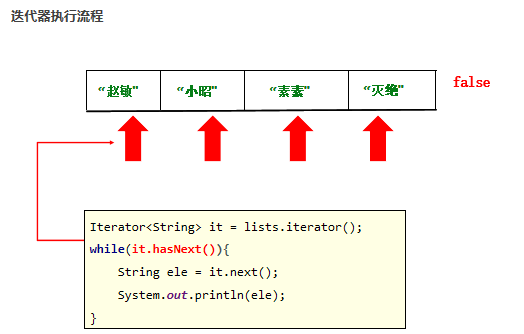 迭代器执行流程
“赵敏” “小昭” “素素” “灭绝” false
Iterator<String> it = lists.iterator();
while(it.hasNext()){
    String ele = it.next();
    System.out.println(ele);
}